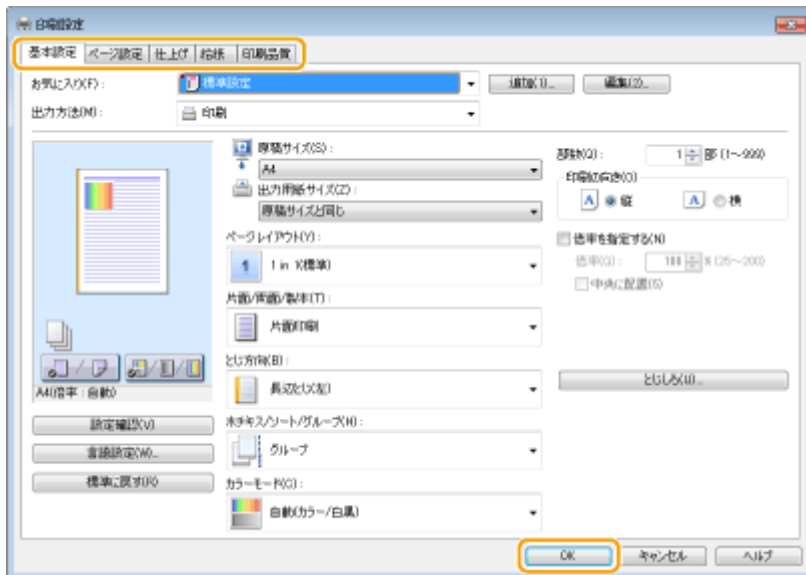 印刷設定
基本設定 ページ設定 仕上げ 給紙 印刷品質
お気に入り(F): 標準設定 追加(1)... 編集(2)...
出力方法(M): 印刷
原稿サイズ(S):
A4
出力用紙サイズ(Z):
原稿サイズと同じ
部数(Q): 1 部 (1~999)
印刷の向き(O)
A 縦 A 横
ページレイアウト(Y):
1 1 in 1(標準)
倍率を指定する(N)
倍率(G): 100 % (25~200)
中央に配置(5)
片面/両面/製本(T):
片面印刷
とじ方向(B):
長辺とじ(左)
とじしろ(U)...
A4(倍率:自動)
設定確認(V)
言語設定(W)...
標準に戻す(R)
ホチキス/ソート/グループ(H):
グループ
カラーモード(C):
自動(カラー/白黒)
OK キャンセル ヘルプ